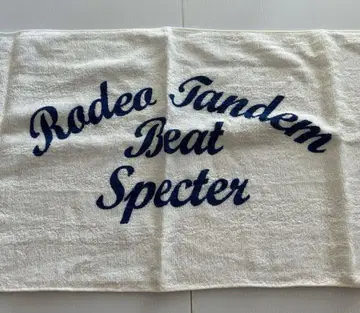 Rodeo Tandem
Beat
Specter